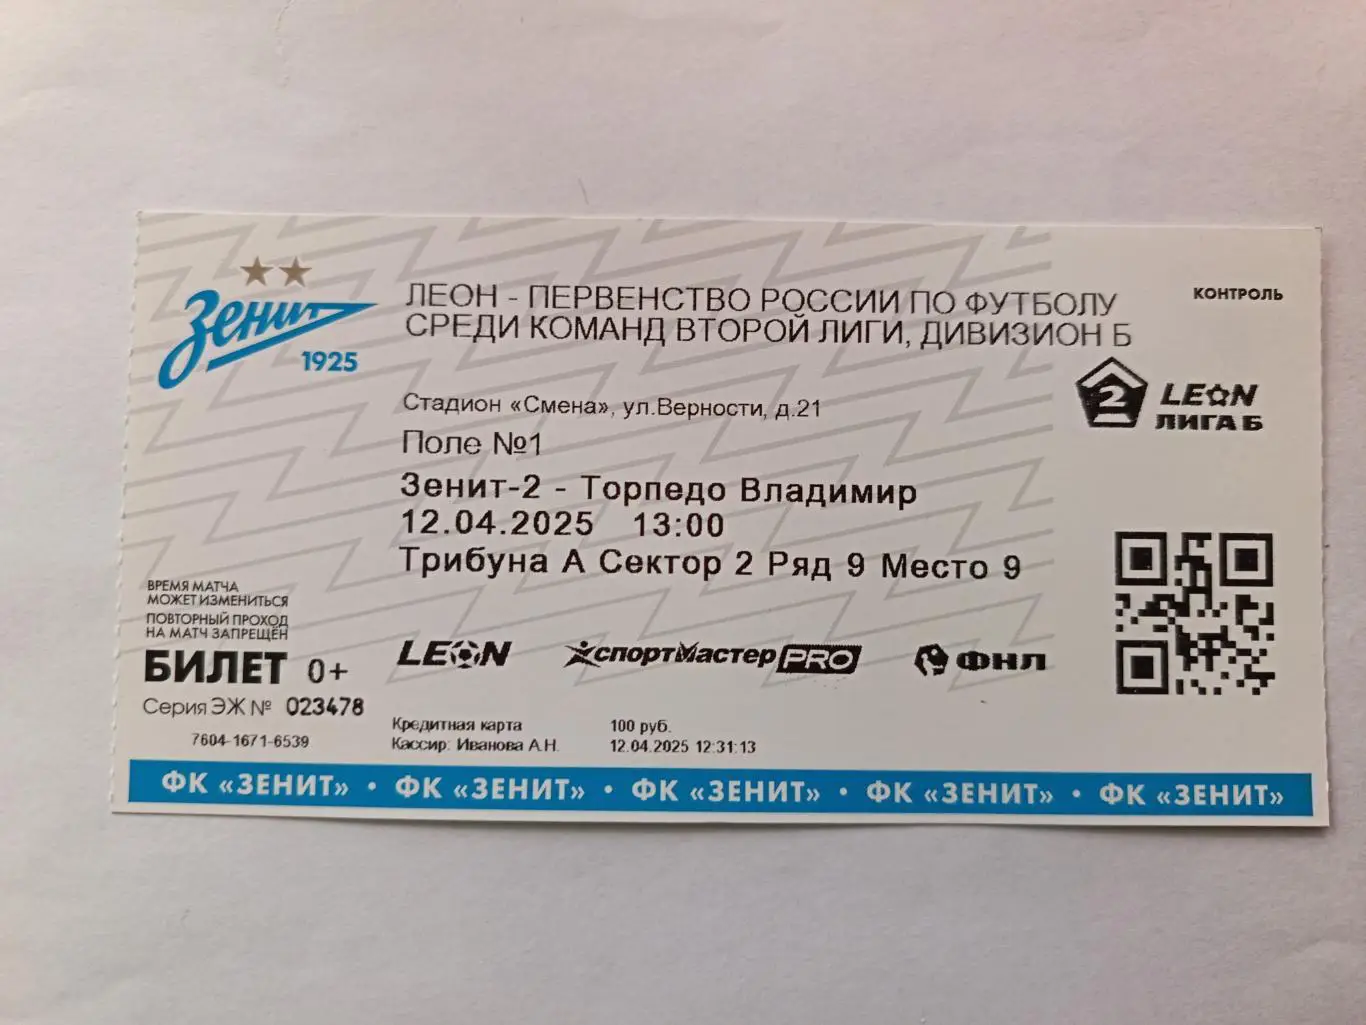 Зенит
1925
ЛЕОН - ПЕРВЕНСТВО РОССИИ ПО ФУТБОЛУ
СРЕДИ КОМАНД ВТОРОЙ ЛИГИ, ДИВИЗИОН Б
КОНТРОЛЬ
Стадион «Смена», ул.Верности, д.21
2 LEON
ЛИГА Б
Поле №1
Зенит-2 - Торпедо Владимир
12.04.2025 13:00
Трибуна А Сектор 2 Ряд 9 Место 9
ВРЕМЯ МАТЧА
МОЖЕТ ИЗМЕНИТЬСЯ
ПОВТОРНЫЙ ПРОХОД
НА МАТЧ ЗАПРЕЩЁН
БИЛЕТ 0+
LEON спортмастер PRO ФНЛ
Серия ЭЖ № 023478
7604-1671-6539
Кредитная карта 100 руб.
Кассир: Иванова А.Н. 12.04.2025 12:31:13
ФК «ЗЕНИТ» • ФК «ЗЕНИТ» • ФК «ЗЕНИТ» • ФК «ЗЕНИТ» • ФК «ЗЕНИТ»